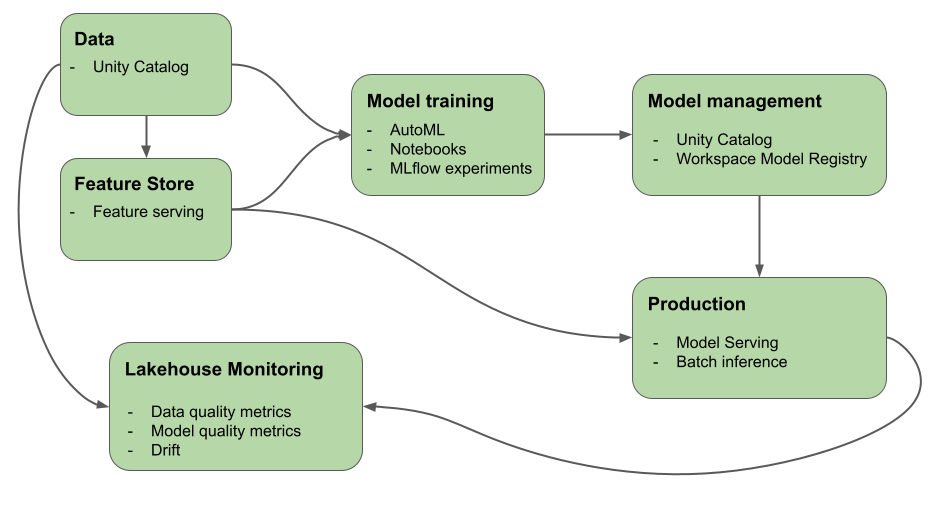 Data
- Unity Catalog
Feature Store
- Feature serving
Model training
- AutoML
- Notebooks
- MLflow experiments
Model management
- Unity Catalog
- Workspace Model Registry
Production
- Model Serving
- Batch inference
Lakehouse Monitoring
- Data quality metrics
- Model quality metrics
- Drift